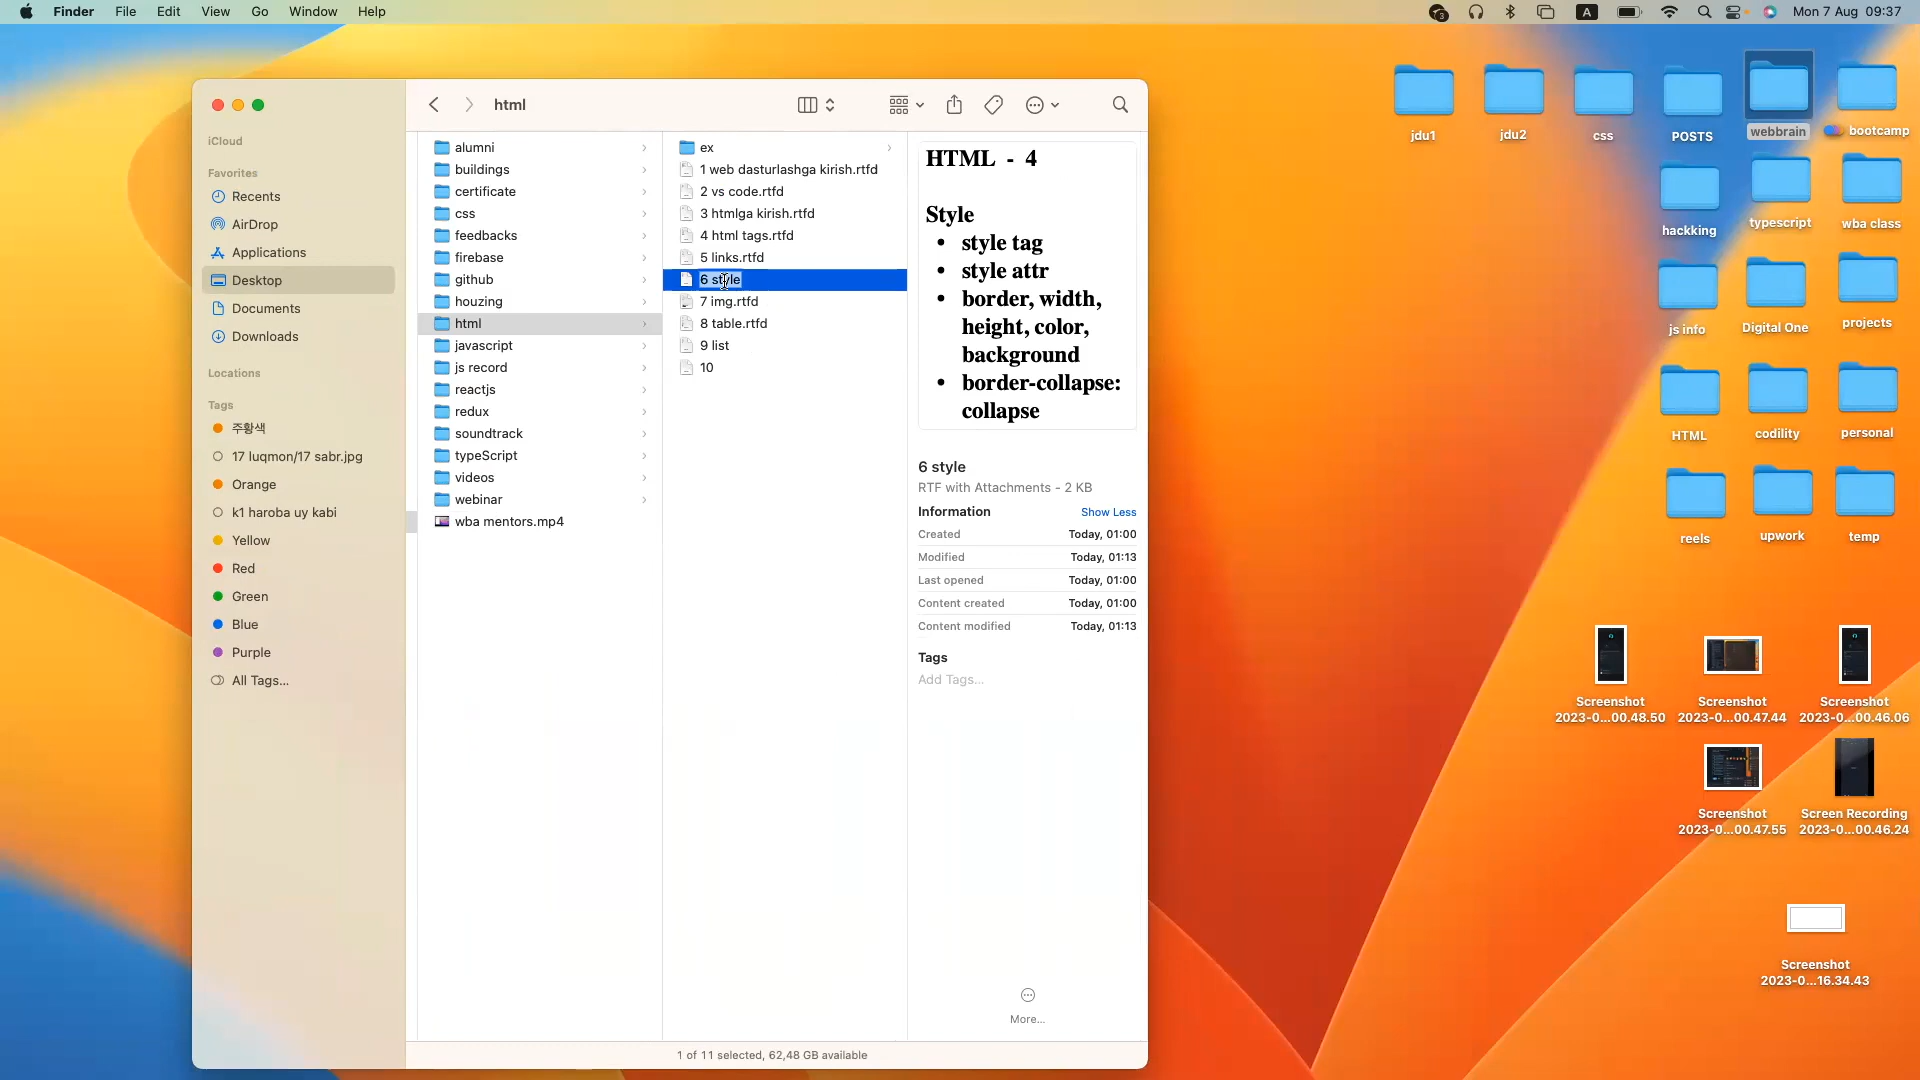 Finder File Edit View Go Window Help
3 A Mon 7 Aug 09:37
html
iCloud
Favorites
Recents
AirDrop
Applications
Desktop
Documents
Downloads
Locations
Tags
주황색
17 luqmon/17 sabr.jpg
Orange
k1 haroba uy kabi
Yellow
Red
Green
Blue
Purple
All Tags...
alumni
buildings
certificate
css
feedbacks
firebase
github
houzing
html
javascript
js record
reactjs
redux
soundtrack
typeScript
videos
webinar
wba mentors.mp4
ex
1 web dasturlashga kirish.rtfd
2 vs code.rtfd
3 htmlga kirish.rtfd
4 html tags.rtfd
5 links.rtfd
6 style
7 img.rtfd
8 table.rtfd
9 list
10
HTML - 4
Style
• style tag
• style attr
• border, width,
height, color,
background
• border-collapse:
collapse
6 style
RTF with Attachments - 2 KB
Information Show Less
Created Today, 01:00
Modified Today, 01:13
Last opened Today, 01:00
Content created Today, 01:00
Content modified Today, 01:13
Tags
Add Tags...
More...
1 of 11 selected, 62,48 GB available
jdu1 jdu2 css POSTS webbrain bootcamp
hackking typescript wba class
js info Digital One projects
HTML codility personal
reels upwork temp
Screenshot
2023-0...00.48.50
Screenshot
2023-0...00.47.44
Screenshot
2023-0...00.46.06
Screenshot
2023-0...00.47.55
Screen Recording
2023-0...00.46.24
Screenshot
2023-0...16.34.43